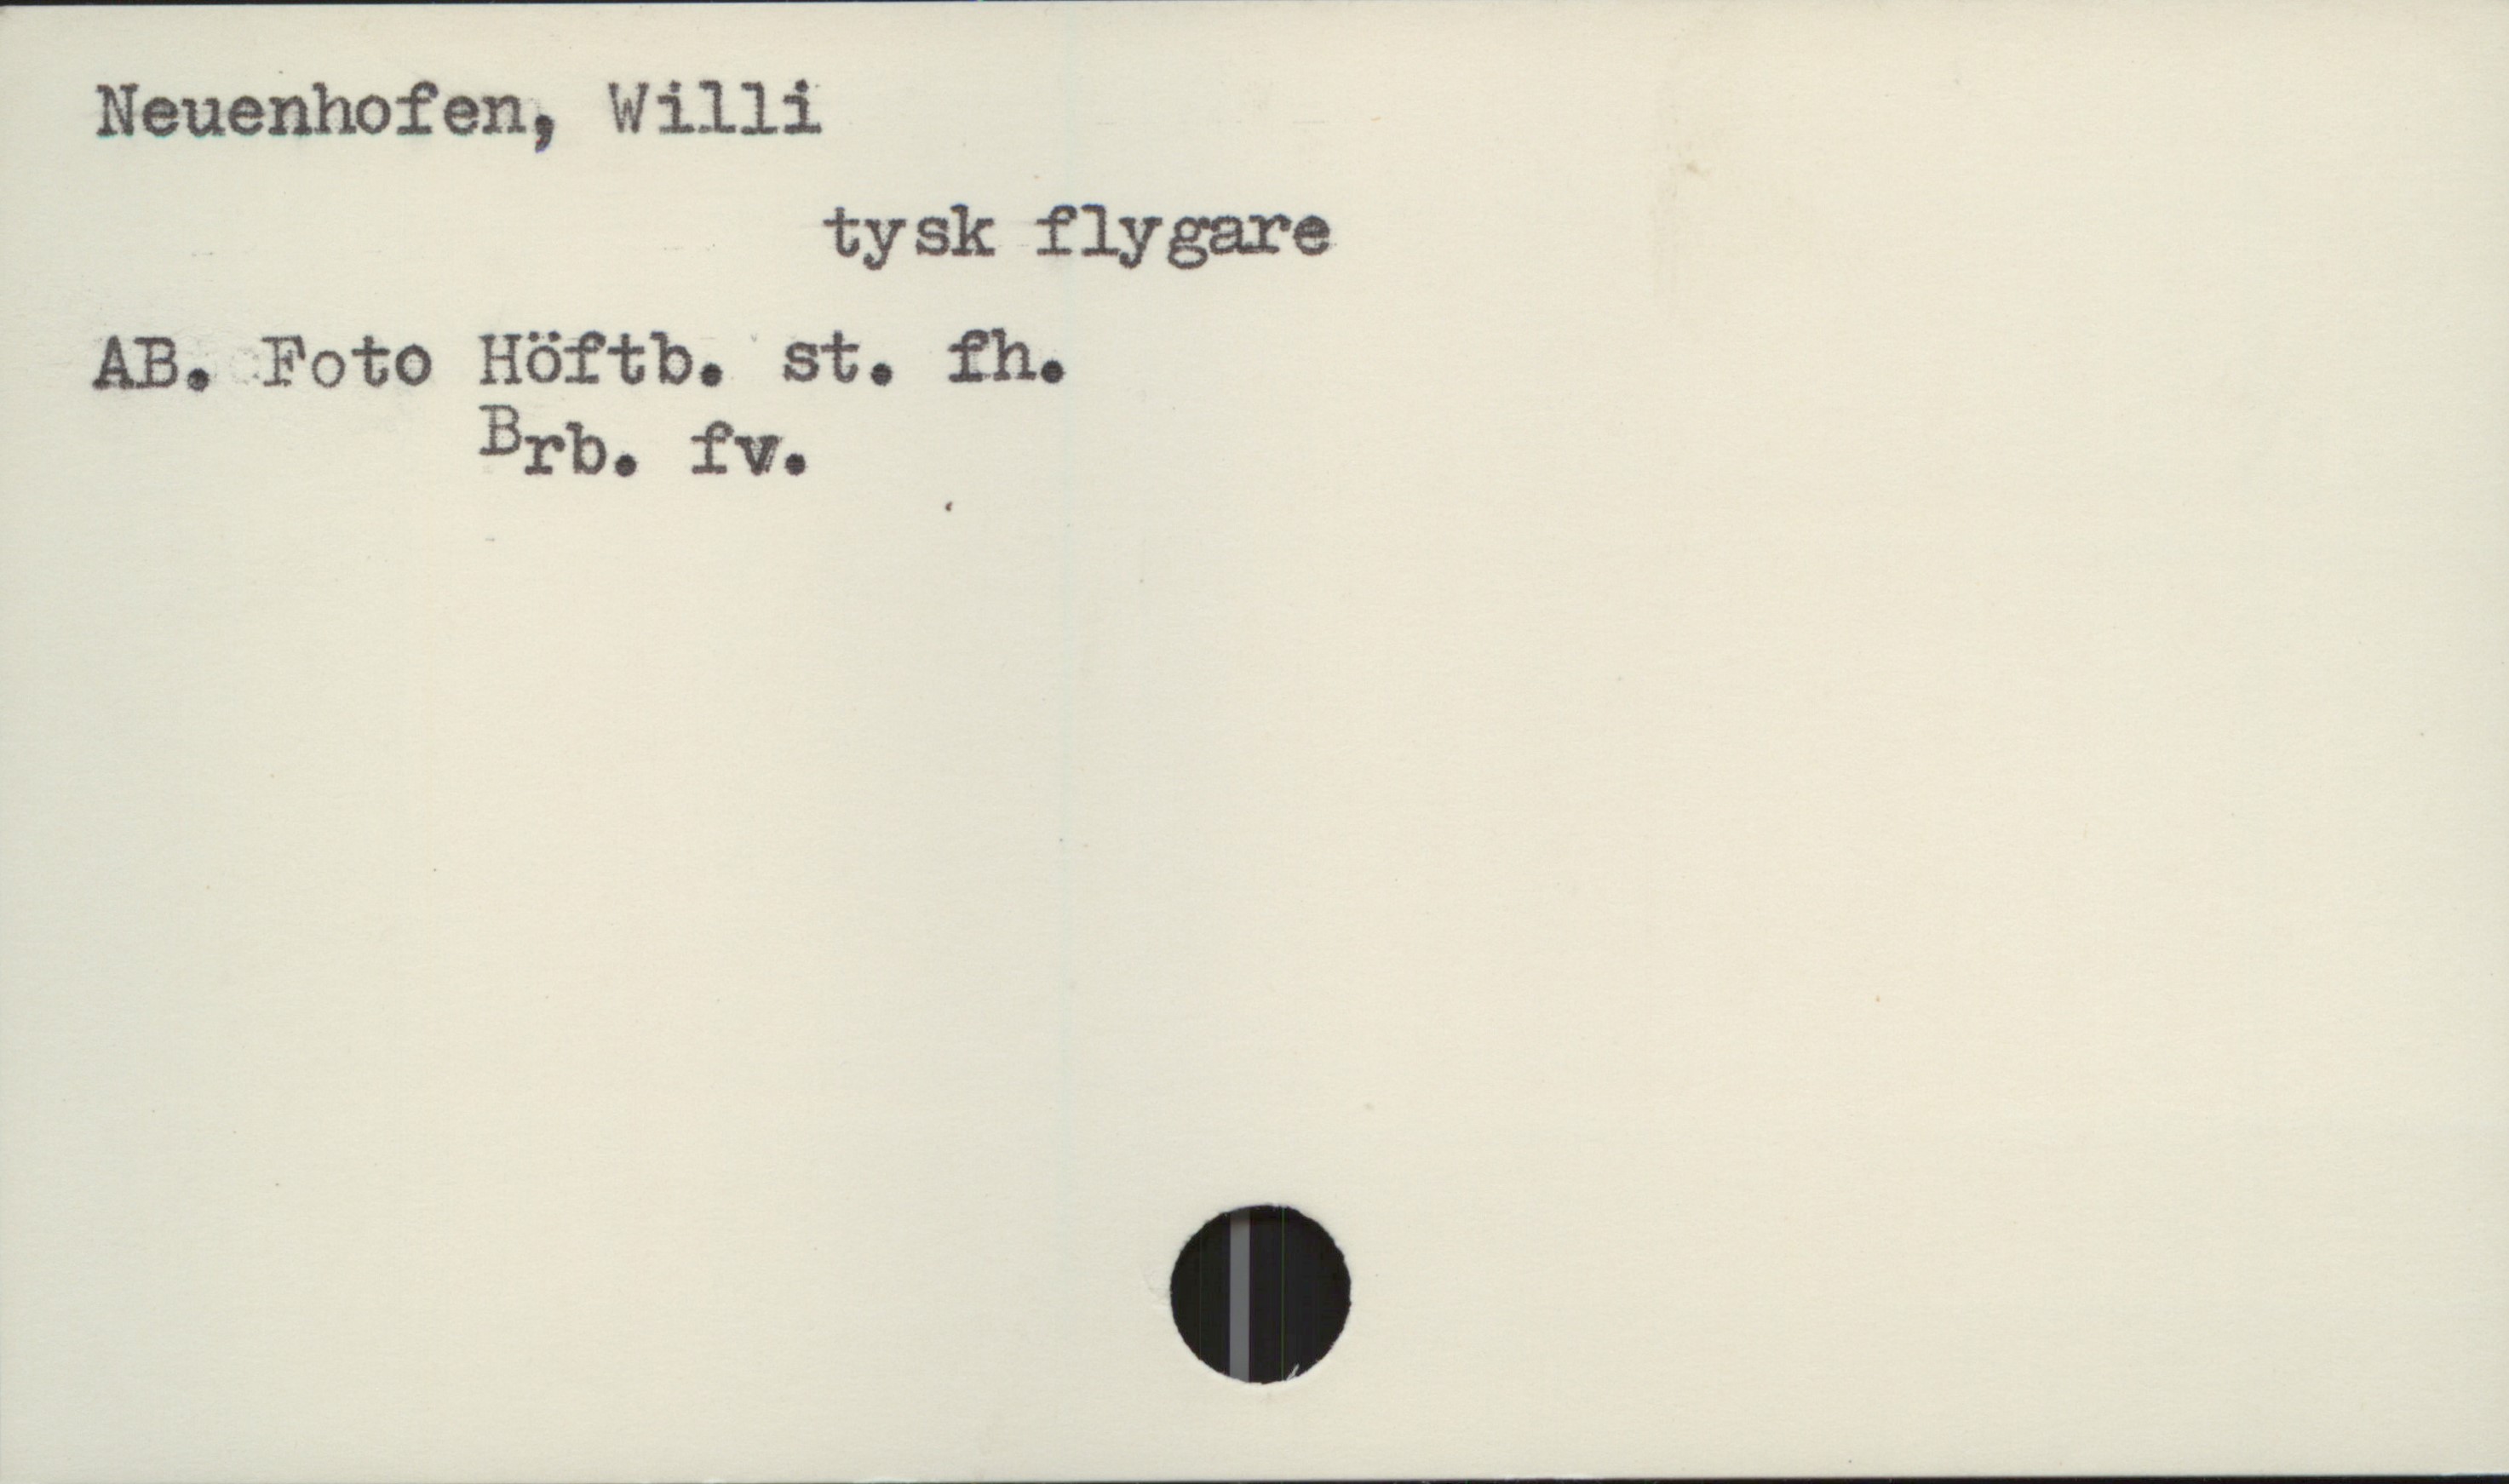 Neuenhofen, Willi
tysk flygare
AB. Foto Höftb. st. fh.
Brb. fv.